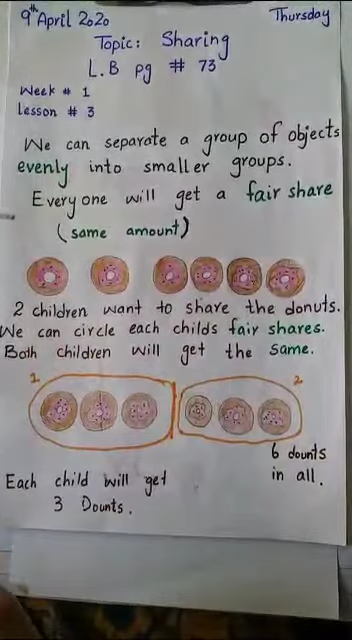 9th April 2020 Thursday
Topic: Sharing
L.B pg # 73
Week # 1
Lesson # 3
We can separate a group of objects
evenly into smaller groups.
Everyone will get a fair share
(same amount)
2 children want to share the donuts.
We can circle each childs fair shares.
Both children will get the same.
1 2
6 dounts
in all.
Each child will get
3 Dounts.